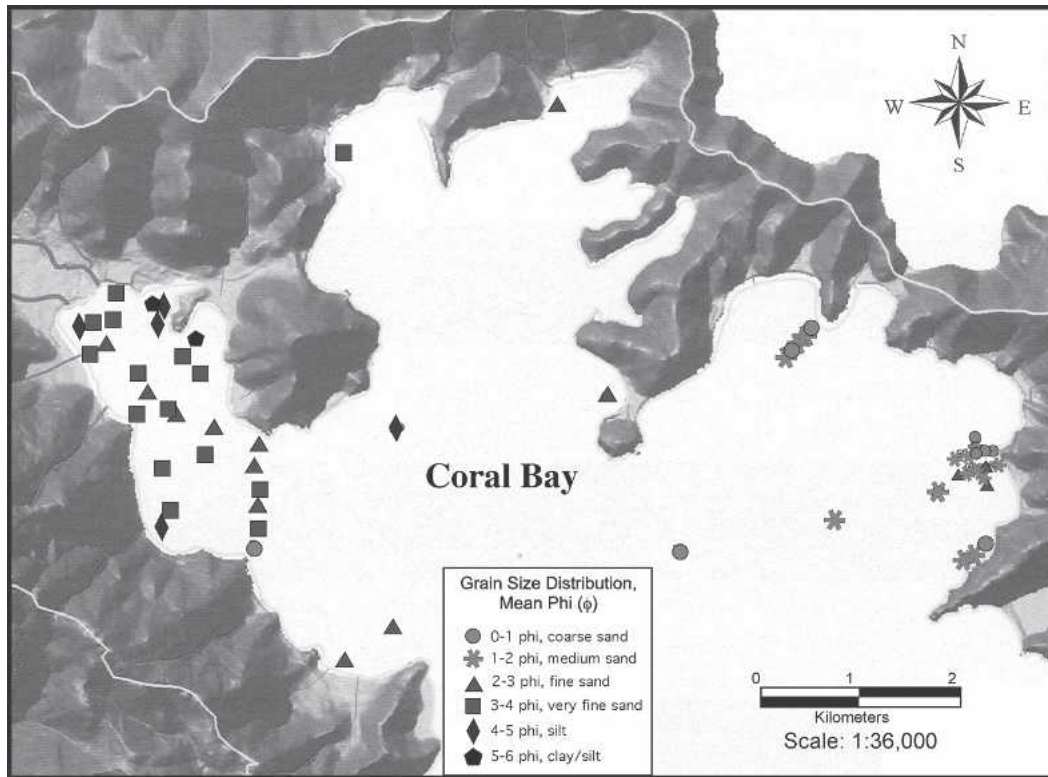 N
W E
S
Coral Bay
Grain Size Distribution,
Mean Phi (ϕ)
0-1 phi, coarse sand
1-2 phi, medium sand
2-3 phi, fine sand
3-4 phi, very fine sand
4-5 phi, silt
5-6 phi, clay/silt
0 1 2
Kilometers
Scale: 1:36,000